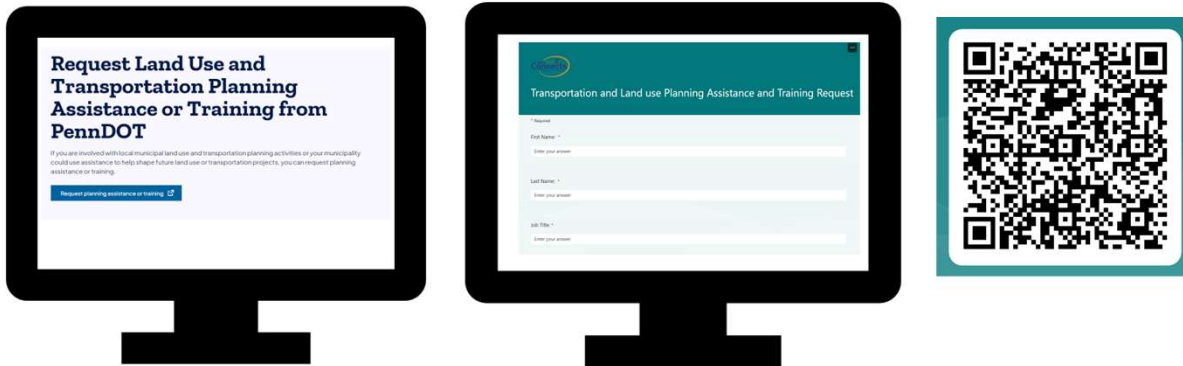 Request Land Use and
Transportation Planning
Assistance or Training from
PennDOT
If you are involved with local municipal land use and transportation planning activities or your municipality
could use assistance to help shape future land use or transportation projects, you can request planning
assistance or training.
Request planning assistance or training
Connects
Transportation and Land use Planning Assistance and Training Request
* Required
First Name: *
Enter your answer
Last Name: *
Enter your answer
Job Title: *
Enter your answer